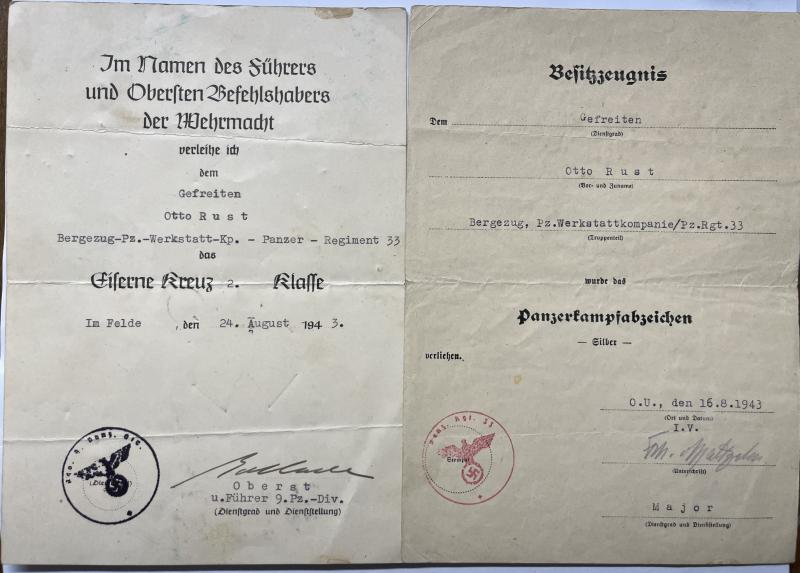 Im Namen des Führers
und Obersten Befehlshabers
der Wehrmacht
verleihe ich
dem
Gefreiten
Otto Rust
Bergezug-Pz.-Werkstatt-Kp. - Panzer - Regiment 33
das
Eiserne Kreuz 2. Klasse
Im Felde , den 24. August 1943.
Oberst
u.Führer 9.Pz.-Div.
(Dienstgrad und Dienststellung)
Besitzzeugnis
Dem Gefreiten
(Dienstgrad)
Otto Rust
(Vor- und Zuname)
Bergezug, Pz.Werkstattkompanie/Pz.Rgt.33
(Truppenteil)
wurde das
Panzerkampfabzeichen
— Silber —
verliehen.
O.U., den 16.8.1943
(Ort und Datum)
I.V.
(Unterschrift)
Major
(Dienstgrad und Dienststellung)